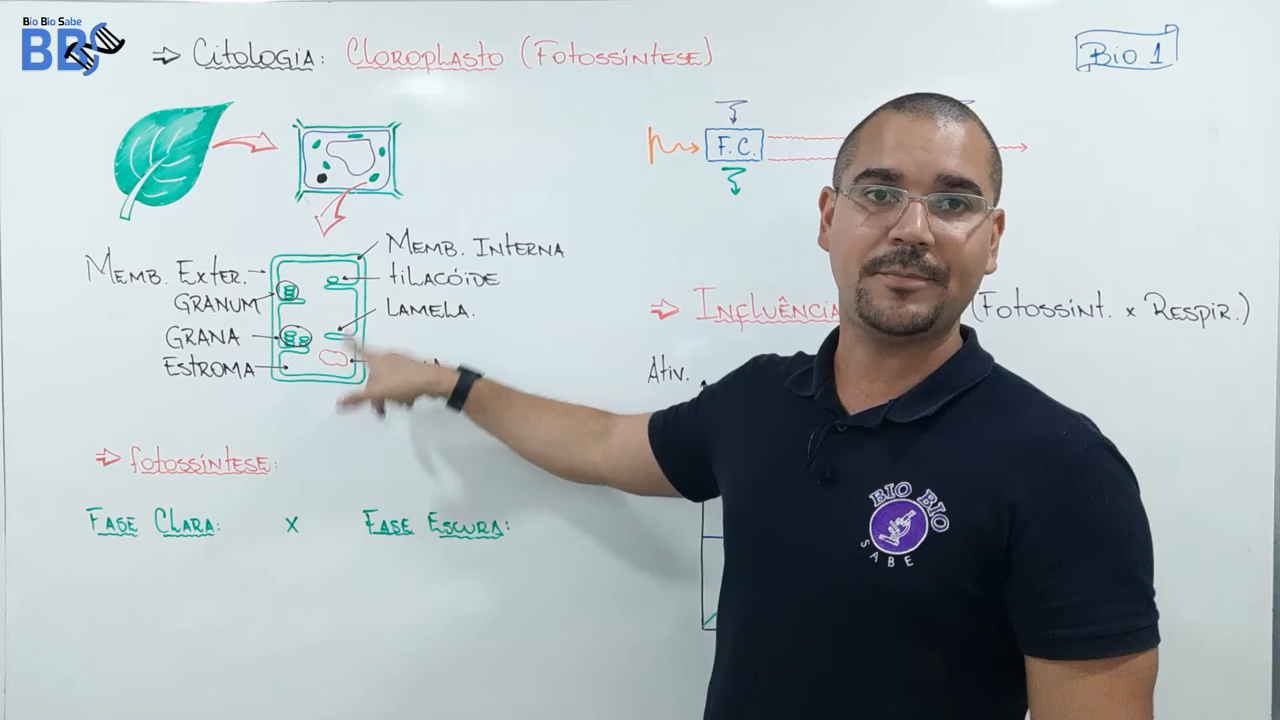 Bio Bio Sabe
BBS
⇒ Citologia: Cloroplasto (Fotossíntese)
Bio 1
F.C.
Memb. Interna
Memb. Exter.
tilacóide
Granum
Lamela.
Grana
Estroma
⇒ Influência
(Fotossínt. x Respir.)
Ativ.
⇒ fotossíntese:
Fase Clara: x Fase Escura:
BIO BIO
SABE